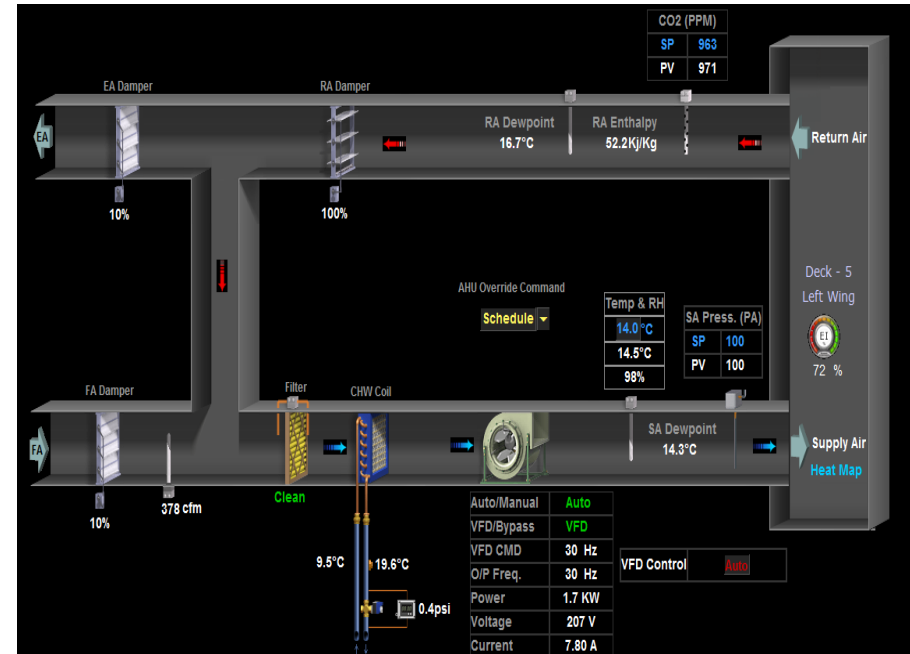 CO2 (PPM)
SP 963
PV 971
EA Damper
RA Damper
RA Dewpoint
16.7°C
RA Enthalpy
52.2Kj/Kg
EA
Return Air
10%
100%
Deck - 5
Left Wing
EI
72 %
AHU Override Command
Schedule
Temp & RH
14.0 °C
14.5°C
98%
SA Press. (PA)
SP 100
PV 100
FA Damper
Filter
CHW Coil
SA Dewpoint
14.3°C
FA
Supply Air
Heat Map
Clean
10%
378 cfm
Auto/Manual Auto
VFD/Bypass VFD
VFD CMD 30 Hz
O/P Freq. 30 Hz
Power 1.7 KW
Voltage 207 V
Current 7.80 A
VFD Control Auto
9.5°C
19.6°C
0.4psi